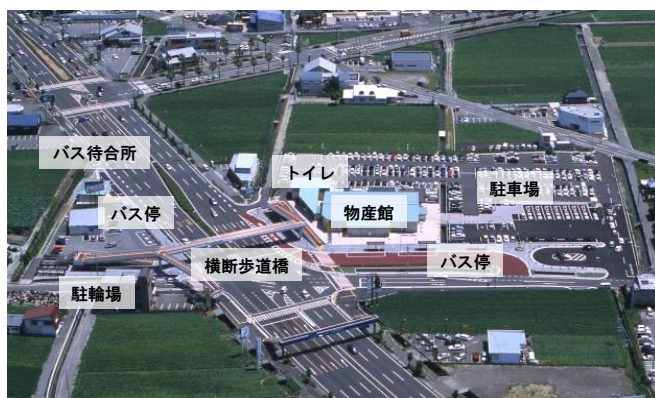 バス待合所
トイレ
駐車場
バス停
物産館
横断歩道橋
バス停
駐輪場